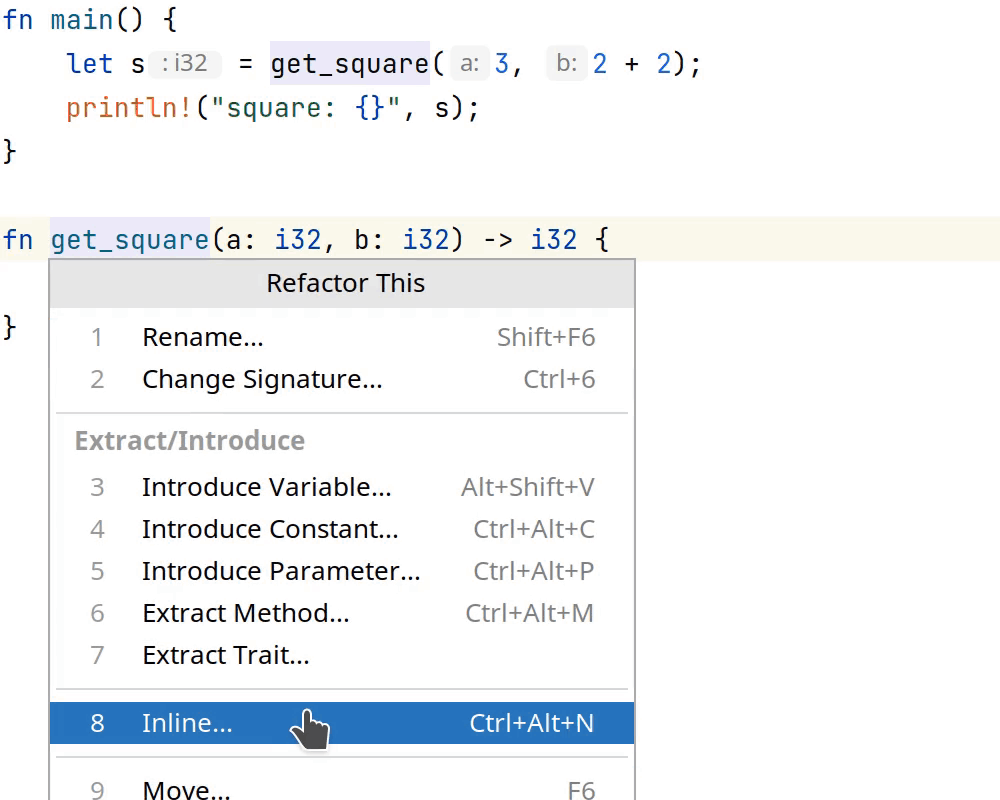 fn main() {
let s : i32 = get_square( a: 3, b: 2 + 2);
println!("square: {}", s);
}
fn get_square(a: i32, b: i32) -> i32 {
Refactor This
}
1 Rename... Shift+F6
2 Change Signature... Ctrl+6
Extract/Introduce
3 Introduce Variable... Alt+Shift+V
4 Introduce Constant... Ctrl+Alt+C
5 Introduce Parameter... Ctrl+Alt+P
6 Extract Method... Ctrl+Alt+M
7 Extract Trait...
8 Inline... Ctrl+Alt+N
9 Move... F6